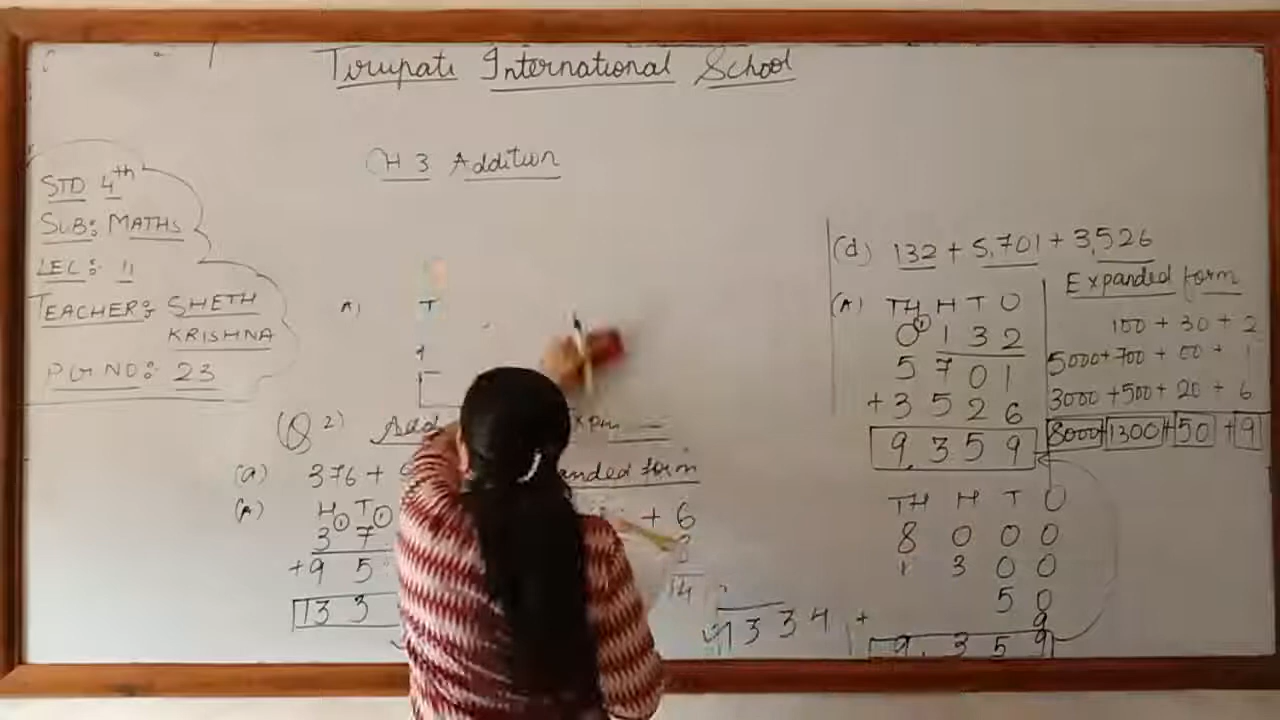 Tirupati International School
CH 3 Addition
STD 4th
SUB: MATHS
LEC: 11
TEACHER: SHETH
KRISHNA
A)
T
(Q 2) Add
(a) 376 +
Expanded form
(A) H T
3 7
+ 9 5
13 3
+ 6
14
1334
(d) 132 + 5,701 + 3,526
(A) TH H T O
0 1 3 2
5 7 0 1
+ 3 5 2 6
9,3 5 9
Expanded form
100 + 30 + 2
5000 + 700 + 00 + 1
3000 + 500 + 20 + 6
8000 + 1300 + 50 + 9
TH H T O
8 0 0 0
1 3 0 0
5 0
+ 9
9,3 5 9